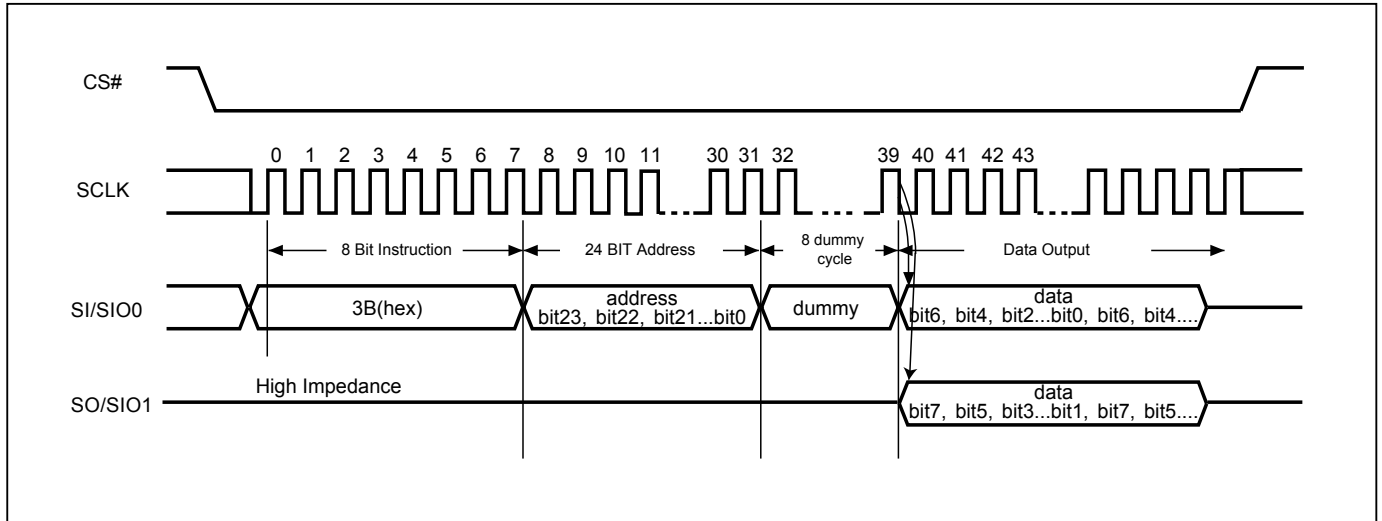 CS#
0 1 2 3 4 5 6 7 8 9 10 11 30 31 32 39 40 41 42 43
SCLK
8 Bit Instruction 24 BIT Address 8 dummy cycle Data Output
SI/SIO0 3B(hex) address dummy data
bit23, bit22, bit21...bit0 bit6, bit4, bit2...bit0, bit6, bit4....
High Impedance
SO/SIO1 data
bit7, bit5, bit3...bit1, bit7, bit5....